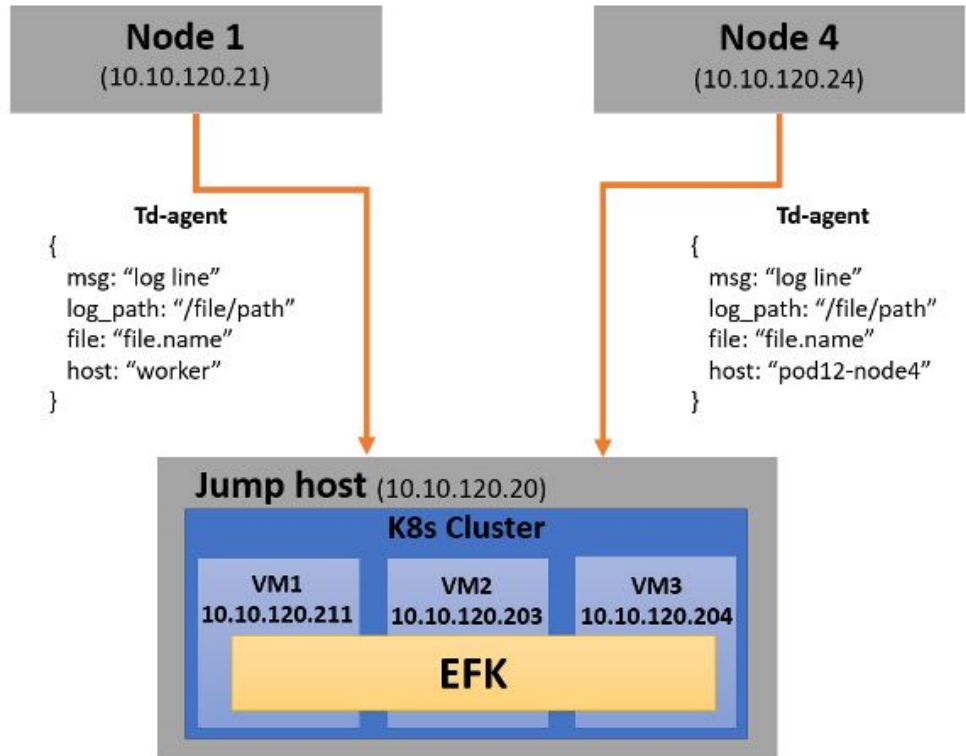 Node 1
(10.10.120.21)
Node 4
(10.10.120.24)
Td-agent
{
msg: “log line”
log_path: “/file/path”
file: “file.name”
host: “worker”
}
Td-agent
{
msg: “log line”
log_path: “/file/path”
file: “file.name”
host: “pod12-node4”
}
Jump host (10.10.120.20)
K8s Cluster
VM1
10.10.120.211
VM2
10.10.120.203
VM3
10.10.120.204
EFK